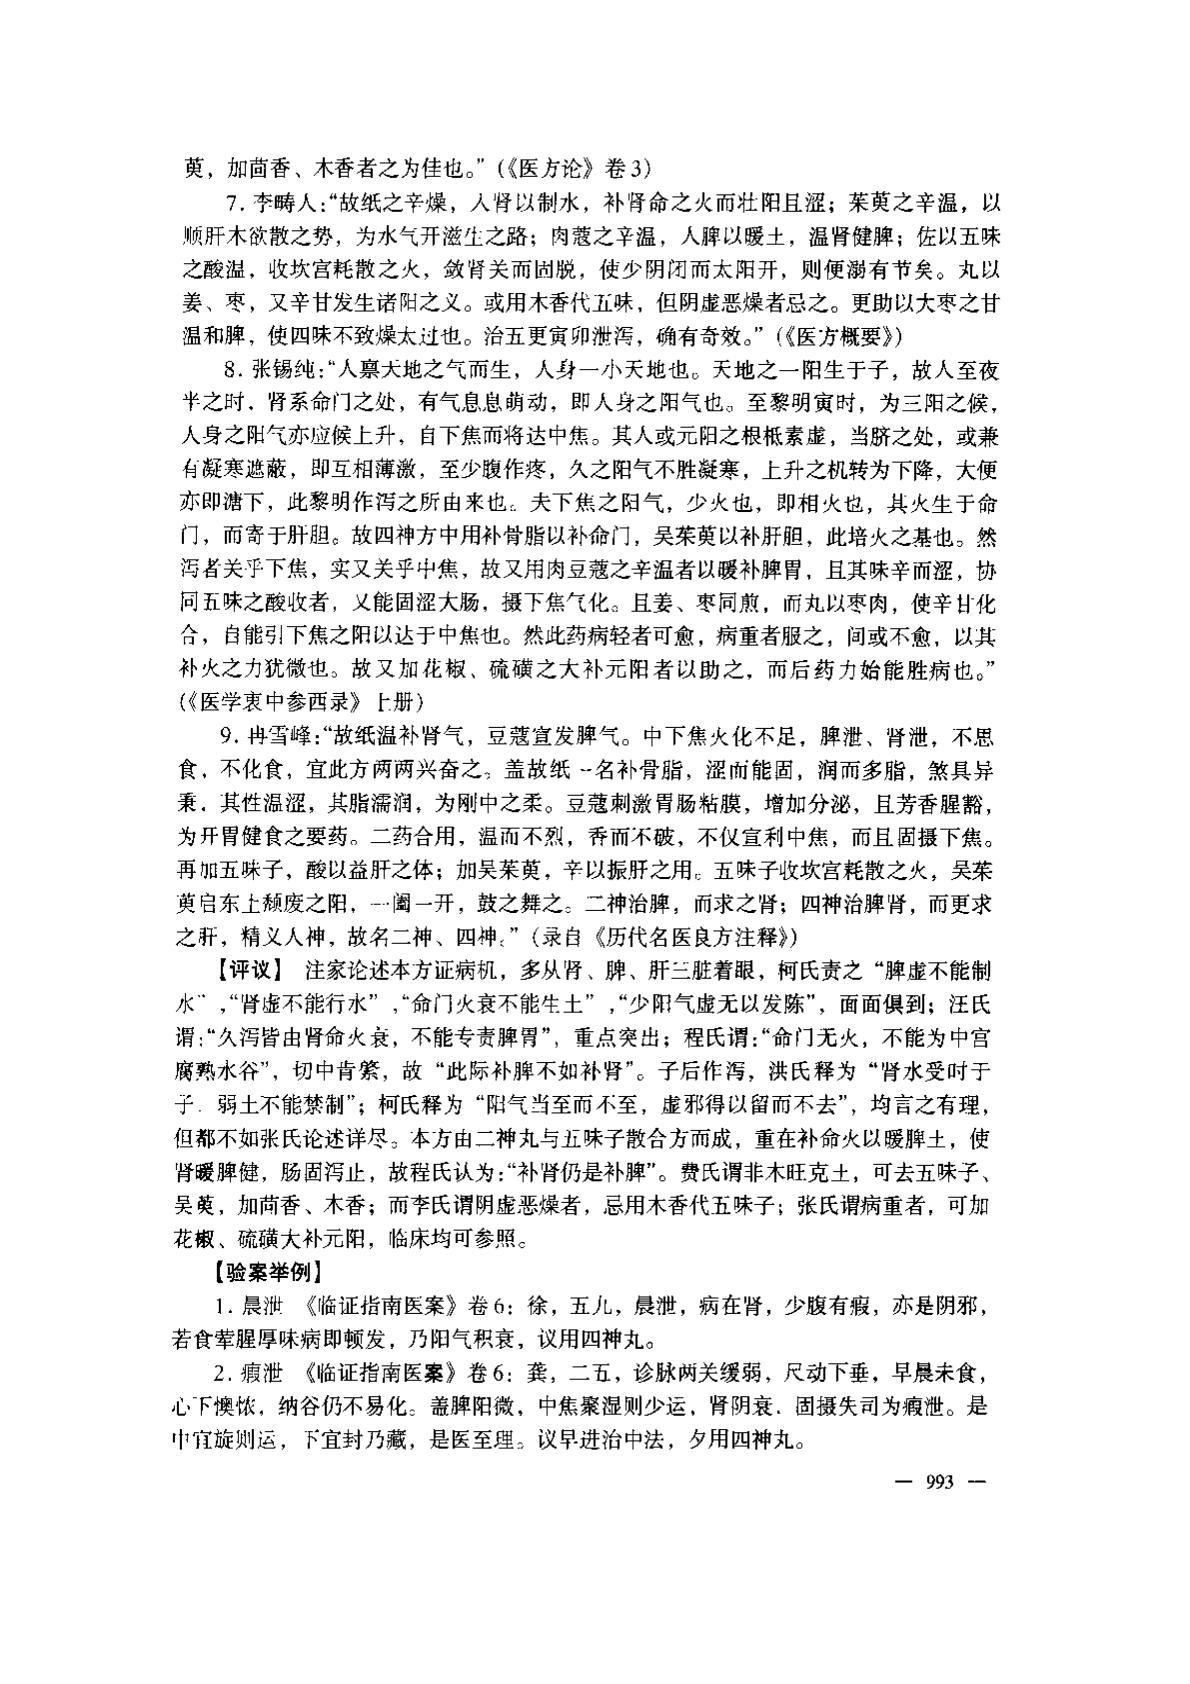 萸，加茴香、木香者之为佳也。”（《医方论》卷3）
7. 李畴人：“故纸之辛燥，入肾以制水，补肾命之火而壮阳且涩；茱萸之辛温，以
顺肝木欲散之势，为水气开滋生之路；肉蔻之辛温，人脾以暖土，温肾健脾；佐以五味
之酸温，收坎宫耗散之火，敛肾关而固脱，使少阴闭而太阳开，则便溺有节矣。丸以
姜、枣，又辛甘发生诸阳之义。或用木香代五味，但阴虚恶燥者忌之。更助以大枣之甘
温和脾，使四味不致燥太过也。治五更寅卯泄泻，确有奇效。”（《医方概要》）
8. 张锡纯：“人禀天地之气而生，人身一小天地也。天地之一阳生于子，故人至夜
半之时，肾系命门之处，有气息息萌动，即人身之阳气也。至黎明寅时，为三阳之候，
人身之阳气亦应候上升，自下焦而将达中焦。其人或元阳之根柢素虚，当脐之处，或兼
有凝寒遮蔽，即互相薄激，至少腹作疼，久之阳气不胜凝寒，上升之机转为下降，大便
亦即溏下，此黎明作泻之所由来也。夫下焦之阳气，少火也，即相火也，其火生于命
门，而寄于肝胆。故四神方中用补骨脂以补命门，吴茱萸以补肝胆，此培火之基也。然
泻者关乎下焦，实又关乎中焦，故又用肉豆蔻之辛温者以暖补脾胃，且其味辛而涩，协
同五味之酸收者，又能固涩大肠，摄下焦气化。且姜、枣同煎，而丸以枣肉，使辛甘化
合，自能引下焦之阳以达于中焦也。然此药病轻者可愈，病重者服之，间或不愈，以其
补火之力犹微也。故又加花椒、硫磺之大补元阳者以助之，而后药力始能胜病也。”
（《医学衷中参西录》上册）
9. 冉雪峰：“故纸温补肾气，豆蔻宣发脾气。中下焦火化不足，脾泄、肾泄，不思
食，不化食，宜此方两两兴奋之。盖故纸一名补骨脂，涩而能固，润而多脂，煞具异
秉，其性温涩，其脂濡润，为刚中之柔。豆蔻刺激胃肠粘膜，增加分泌，且芳香腥豁，
为开胃健食之要药。二药合用，温而不烈，香而不破，不仅宣利中焦，而且固摄下焦。
再加五味子，酸以益肝之体；加吴茱萸，辛以振肝之用。五味子收坎宫耗散之火，吴茱
萸启东土颓废之阳，一阖一开，鼓之舞之。二神治脾，而求之肾；四神治脾肾，而更求
之肝，精义人神，故名二神、四神。”（录自《历代名医良方注释》）
【评议】 注家论述本方证病机，多从肾、脾、肝三脏着眼，柯氏责之“脾虚不能制
水”，“肾虚不能行水”，“命门火衰不能生土”，“少阳气虚无以发陈”，面面俱到；汪氏
谓：“久泻皆由肾命火衰，不能专责脾胃”，重点突出；程氏谓：“命门无火，不能为中宫
腐熟水谷”，切中肯綮，故“此际补脾不如补肾”。子后作泻，洪氏释为“肾水受时于
子．弱土不能禁制”；柯氏释为“阳气当至而不至，虚邪得以留而不去”，均言之有理，
但都不如张氏论述详尽。本方由二神丸与五味子散合方而成，重在补命火以暖脾土，使
肾暖脾健，肠固泻止，故程氏认为：“补肾仍是补脾”。费氏谓非木旺克土，可去五味子、
吴萸，加茴香、木香；而李氏谓阴虚恶燥者，忌用木香代五味子；张氏谓病重者，可加
花椒、硫磺大补元阳，临床均可参照。
【验案举例】
1. 晨泄 《临证指南医案》卷6：徐，五九，晨泄，病在肾，少腹有瘕，亦是阴邪，
若食荤腥厚味病即顿发，乃阳气积衰，议用四神丸。
2. 瘕泄 《临证指南医案》卷6：龚，二五，诊脉两关缓弱，尺动下垂，早晨未食，
心下懊侬，纳谷仍不易化。盖脾阳微，中焦聚湿则少运，肾阴衰．固摄失司为瘕泄。是
中宜旋则运，下宜封乃藏，是医至理。议早进治中法，夕用四神丸。
— 993 —